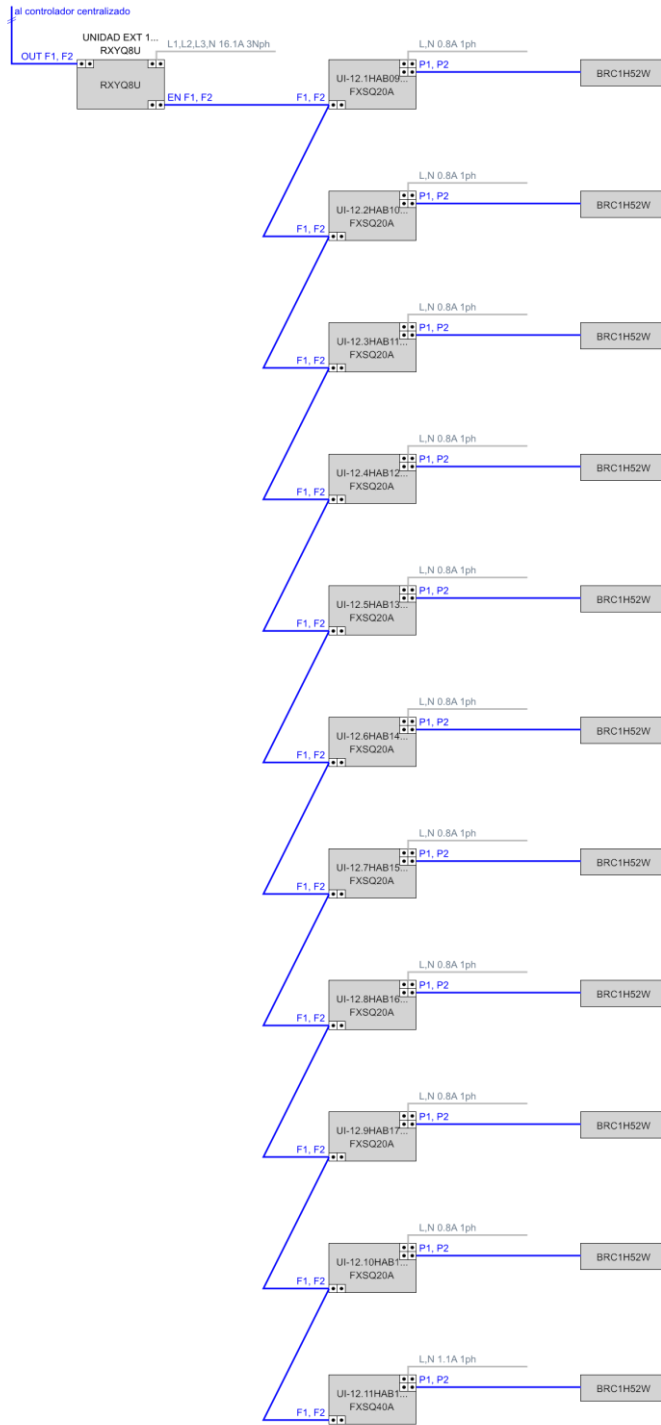 al controlador centralizado
UNIDAD EXT 1...
RXYQ8U
L1,L2,L3,N 16.1A 3Nph
OUT F1, F2
RXYQ8U
EN F1, F2
L,N 0.8A 1ph
P1, P2
UI-12.1HAB09...
FXSQ20A
BRC1H52W
F1, F2
L,N 0.8A 1ph
P1, P2
UI-12.2HAB10...
FXSQ20A
BRC1H52W
F1, F2
L,N 0.8A 1ph
P1, P2
UI-12.3HAB11...
FXSQ20A
BRC1H52W
F1, F2
L,N 0.8A 1ph
P1, P2
UI-12.4HAB12...
FXSQ20A
BRC1H52W
F1, F2
L,N 0.8A 1ph
P1, P2
UI-12.5HAB13...
FXSQ20A
BRC1H52W
F1, F2
L,N 0.8A 1ph
P1, P2
UI-12.6HAB14...
FXSQ20A
BRC1H52W
F1, F2
L,N 0.8A 1ph
P1, P2
UI-12.7HAB15...
FXSQ20A
BRC1H52W
F1, F2
L,N 0.8A 1ph
P1, P2
UI-12.8HAB16...
FXSQ20A
BRC1H52W
F1, F2
L,N 0.8A 1ph
P1, P2
UI-12.9HAB17...
FXSQ20A
BRC1H52W
F1, F2
L,N 0.8A 1ph
P1, P2
UI-12.10HAB1...
FXSQ20A
BRC1H52W
F1, F2
L,N 1.1A 1ph
P1, P2
UI-12.11HAB1...
FXSQ40A
BRC1H52W
F1, F2